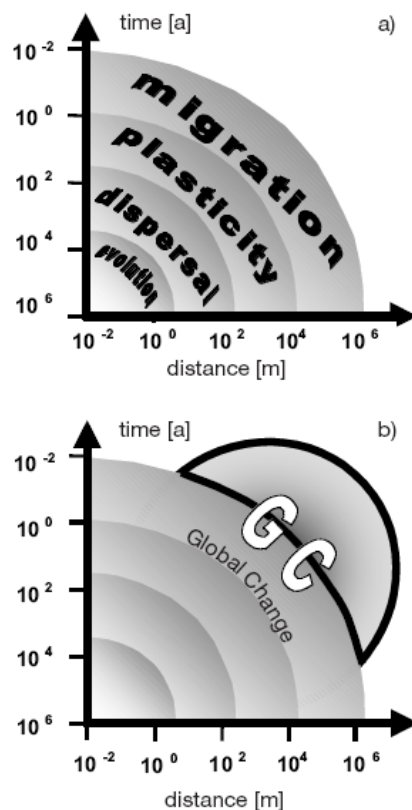 time [a]
a)
10 -2
10 0
10 2
10 4
10 6
migration
plasticity
dispersal
evolution
10 -2
10 0
10 2
10 4
10 6
distance [m]
time [a]
b)
10 -2
10 0
10 2
10 4
10 6
GC
Global Change
10 -2
10 0
10 2
10 4
10 6
distance [m]